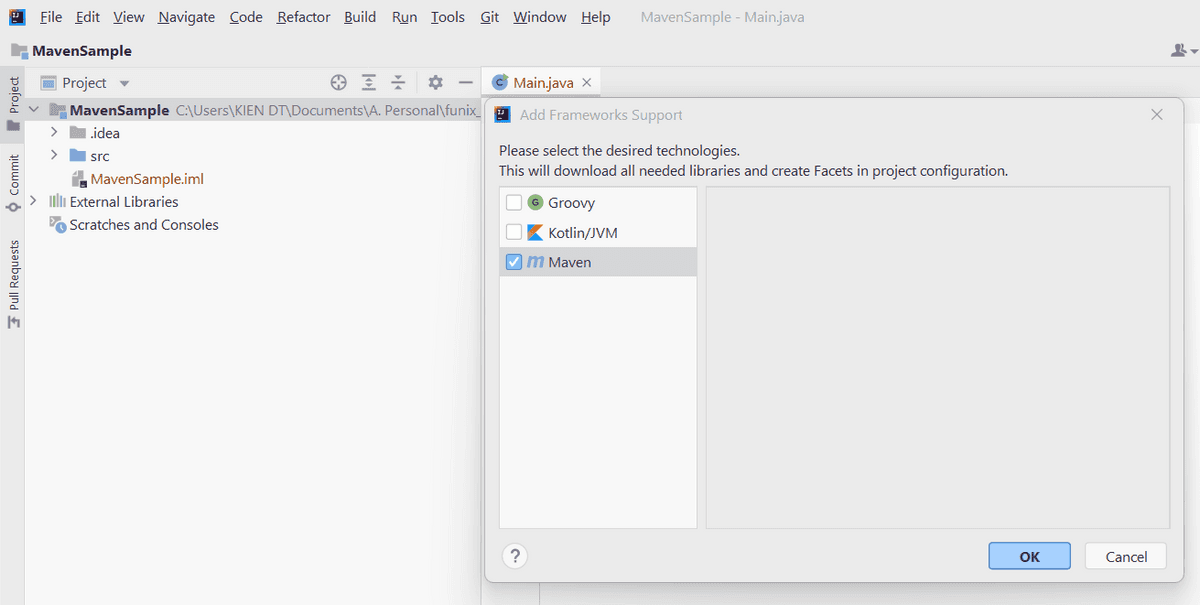 File Edit View Navigate Code Refactor Build Run Tools Git Window Help MavenSample - Main.java
MavenSample
Project
Commit
Pull Requests
Project
MavenSample C:\Users\KIEN DT\Documents\A. Personal\funix_
.idea
src
MavenSample.iml
External Libraries
Scratches and Consoles
Main.java
Add Frameworks Support
Please select the desired technologies.
This will download all needed libraries and create Facets in project configuration.
Groovy
Kotlin/JVM
Maven
?
OK Cancel